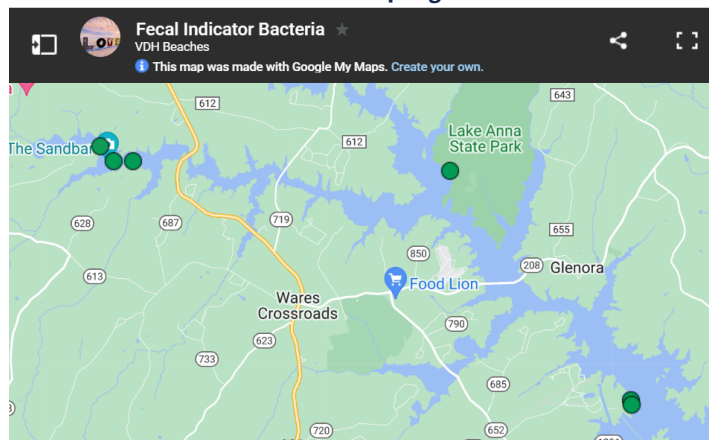 Fecal Indicator Bacteria
VDH Beaches
This map was made with Google My Maps. Create your own.
643
612
a
612
Lake Anna
State Park
The Sandba
628
687
719
655
850
208 Glenora
613
Food Lion
Wares
Crossroads
790
623
733
685
720
652